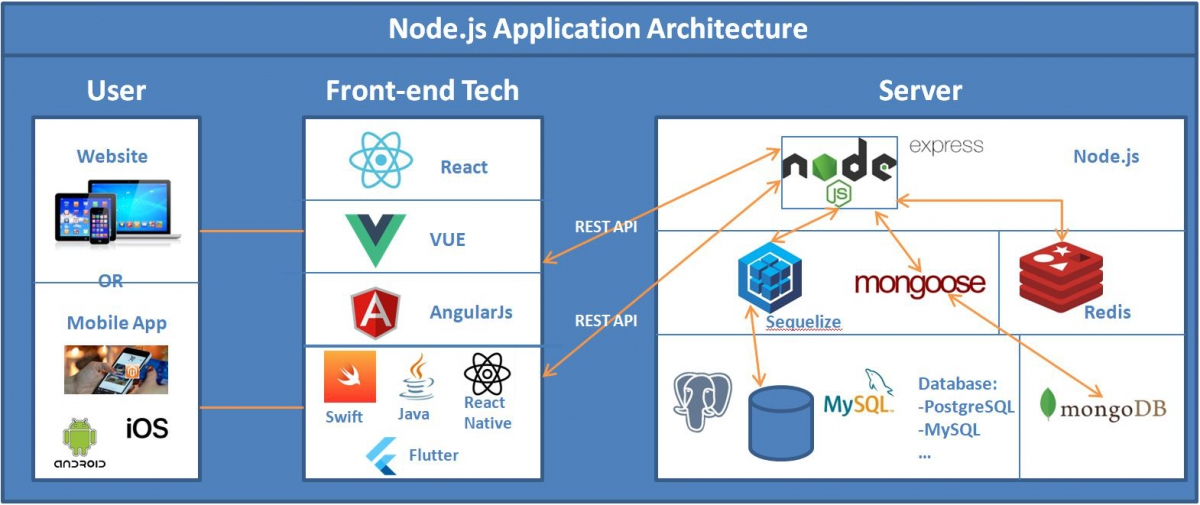 Node.js Application Architecture
User
Front-end Tech
Server
Website
OR
Mobile App
ANDROID
iOS
React
VUE
AngularJs
Swift
Java
React
Native
Flutter
REST API
REST API
node
JS
express
Node.js
Sequelize
mongoose
Redis
MySQL™
Database:
-PostgreSQL
-MySQL
...
mongoDB